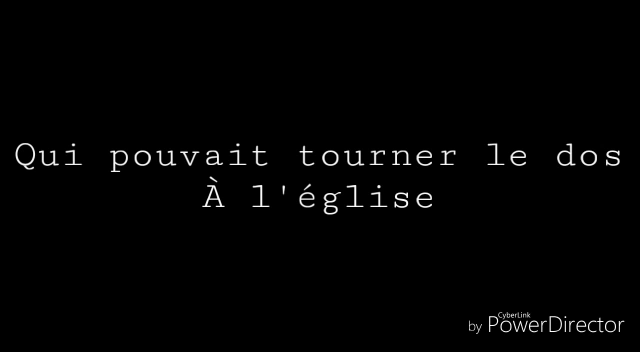 Qui pouvait tourner le dos
À l'église
CyberLink
by PowerDirector